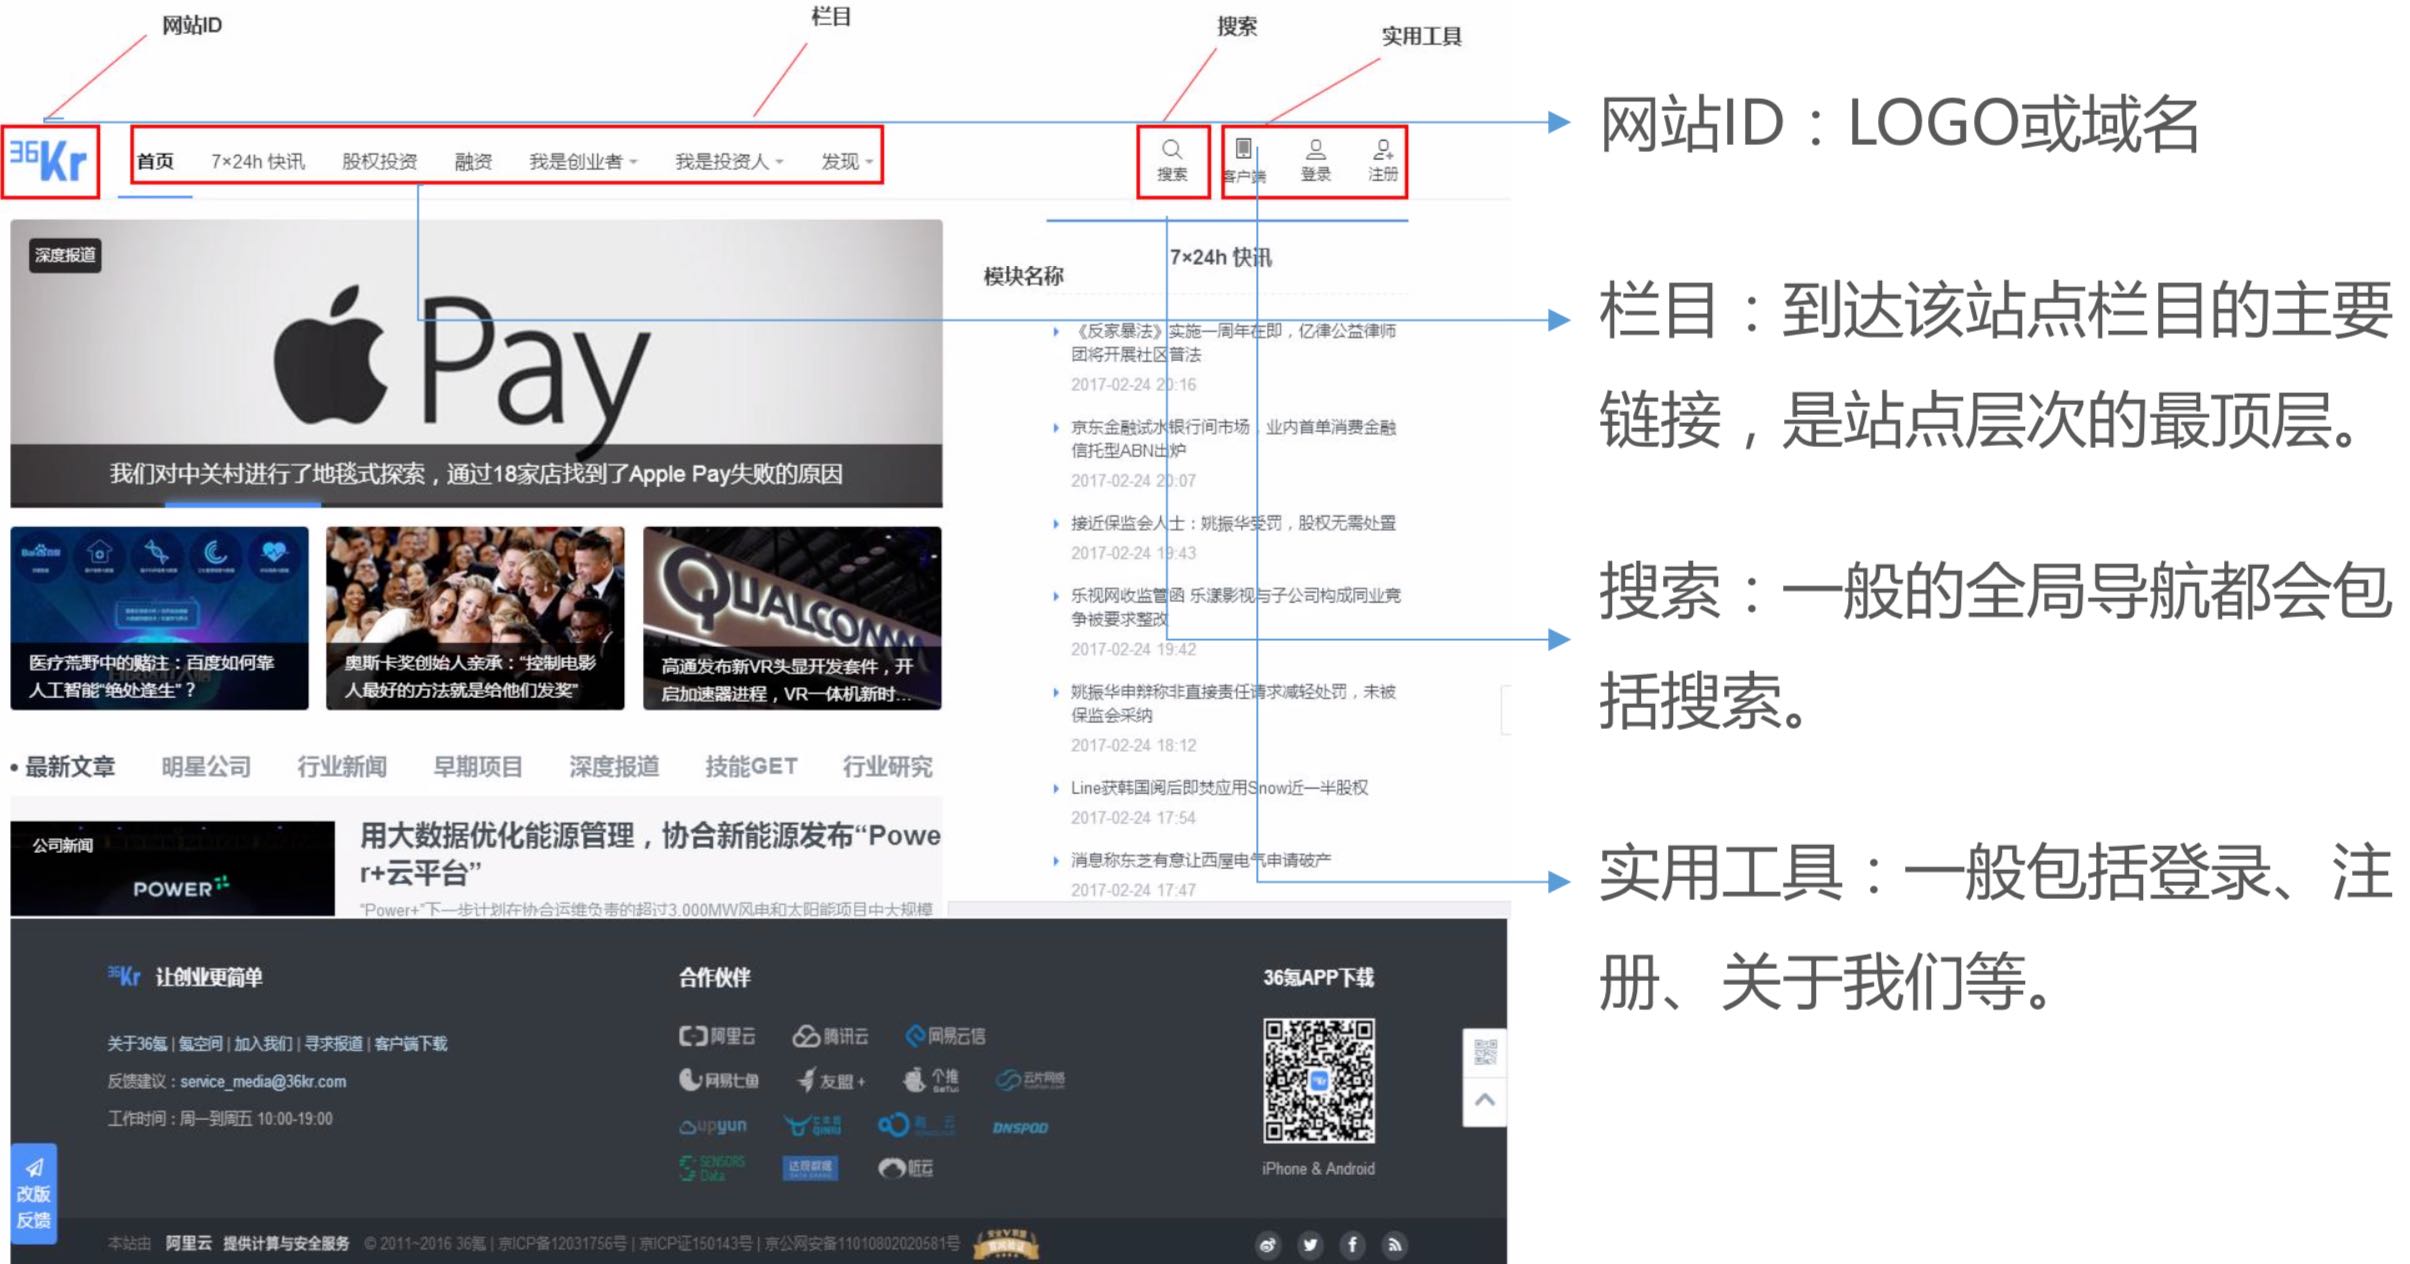 网站ID
栏目
搜索
实用工具
36Kr
首页 7×24h 快讯 股权投资 融资 我是创业者 我是投资人 发现
搜索 客户端 登录 注册
深度报道
Pay
我们对中关村进行了地毯式探索，通过18家店找到了Apple Pay失败的原因
医疗荒野中的赌注：百度如何靠
人工智能“绝处逢生”？
奥斯卡奖创始人亲承：“控制电影
人最好的方法就是给他们发奖”
QUALCOMM
高通发布新VR头显开发套件，开
启加速器进程，VR一体机新时...
• 最新文章 明星公司 行业新闻 早期项目 深度报道 技能GET 行业研究
公司新闻
POWER
用大数据优化能源管理，协合新能源发布“Powe
r+云平台”
“Power+”下一步计划在协合运维负责的超过3,000MW风电和太阳能项目中大规模
模块名称
7×24h 快讯
《反家暴法》实施一周年在即，亿律公益律师
团将开展社区普法
2017-02-24 20:16
京东金融试水银行间市场，业内首单消费金融
信托型ABN出炉
2017-02-24 20:07
接近保监会人士：姚振华受罚，股权无需处置
2017-02-24 19:43
乐视网收监管函 乐漾影视与子公司构成同业竞
争被要求整改
2017-02-24 19:42
姚振华申辩称非直接责任请求减轻处罚，未被
保监会采纳
2017-02-24 18:12
Line获韩国阅后即焚应用Snow近一半股权
2017-02-24 17:54
消息称东芝有意让西屋电气申请破产
2017-02-24 17:47
36Kr 让创业更简单
关于36氪 | 氪空间 | 加入我们 | 寻求报道 | 客户端下载
反馈建议：service_media@36kr.com
工作时间：周一到周五 10:00-19:00
合作伙伴
阿里云 腾讯云 网易云信
网易七鱼 友盟+ 个推 云片网络
upyun QINIU DNSPOD
SENSORS Data 达观数据 听云
36氪APP下载
iPhone & Android
改版
反馈
本站由 阿里云 提供计算与安全服务 © 2011~2016 36氪 | 京ICP备12031756号 | 京ICP证150143号 | 京公网安备11010802020581号
网站ID：LOGO或域名
栏目：到达该站点栏目的主要
链接，是站点层次的最顶层。
搜索：一般的全局导航都会包
括搜索。
实用工具：一般包括登录、注
册、关于我们等。